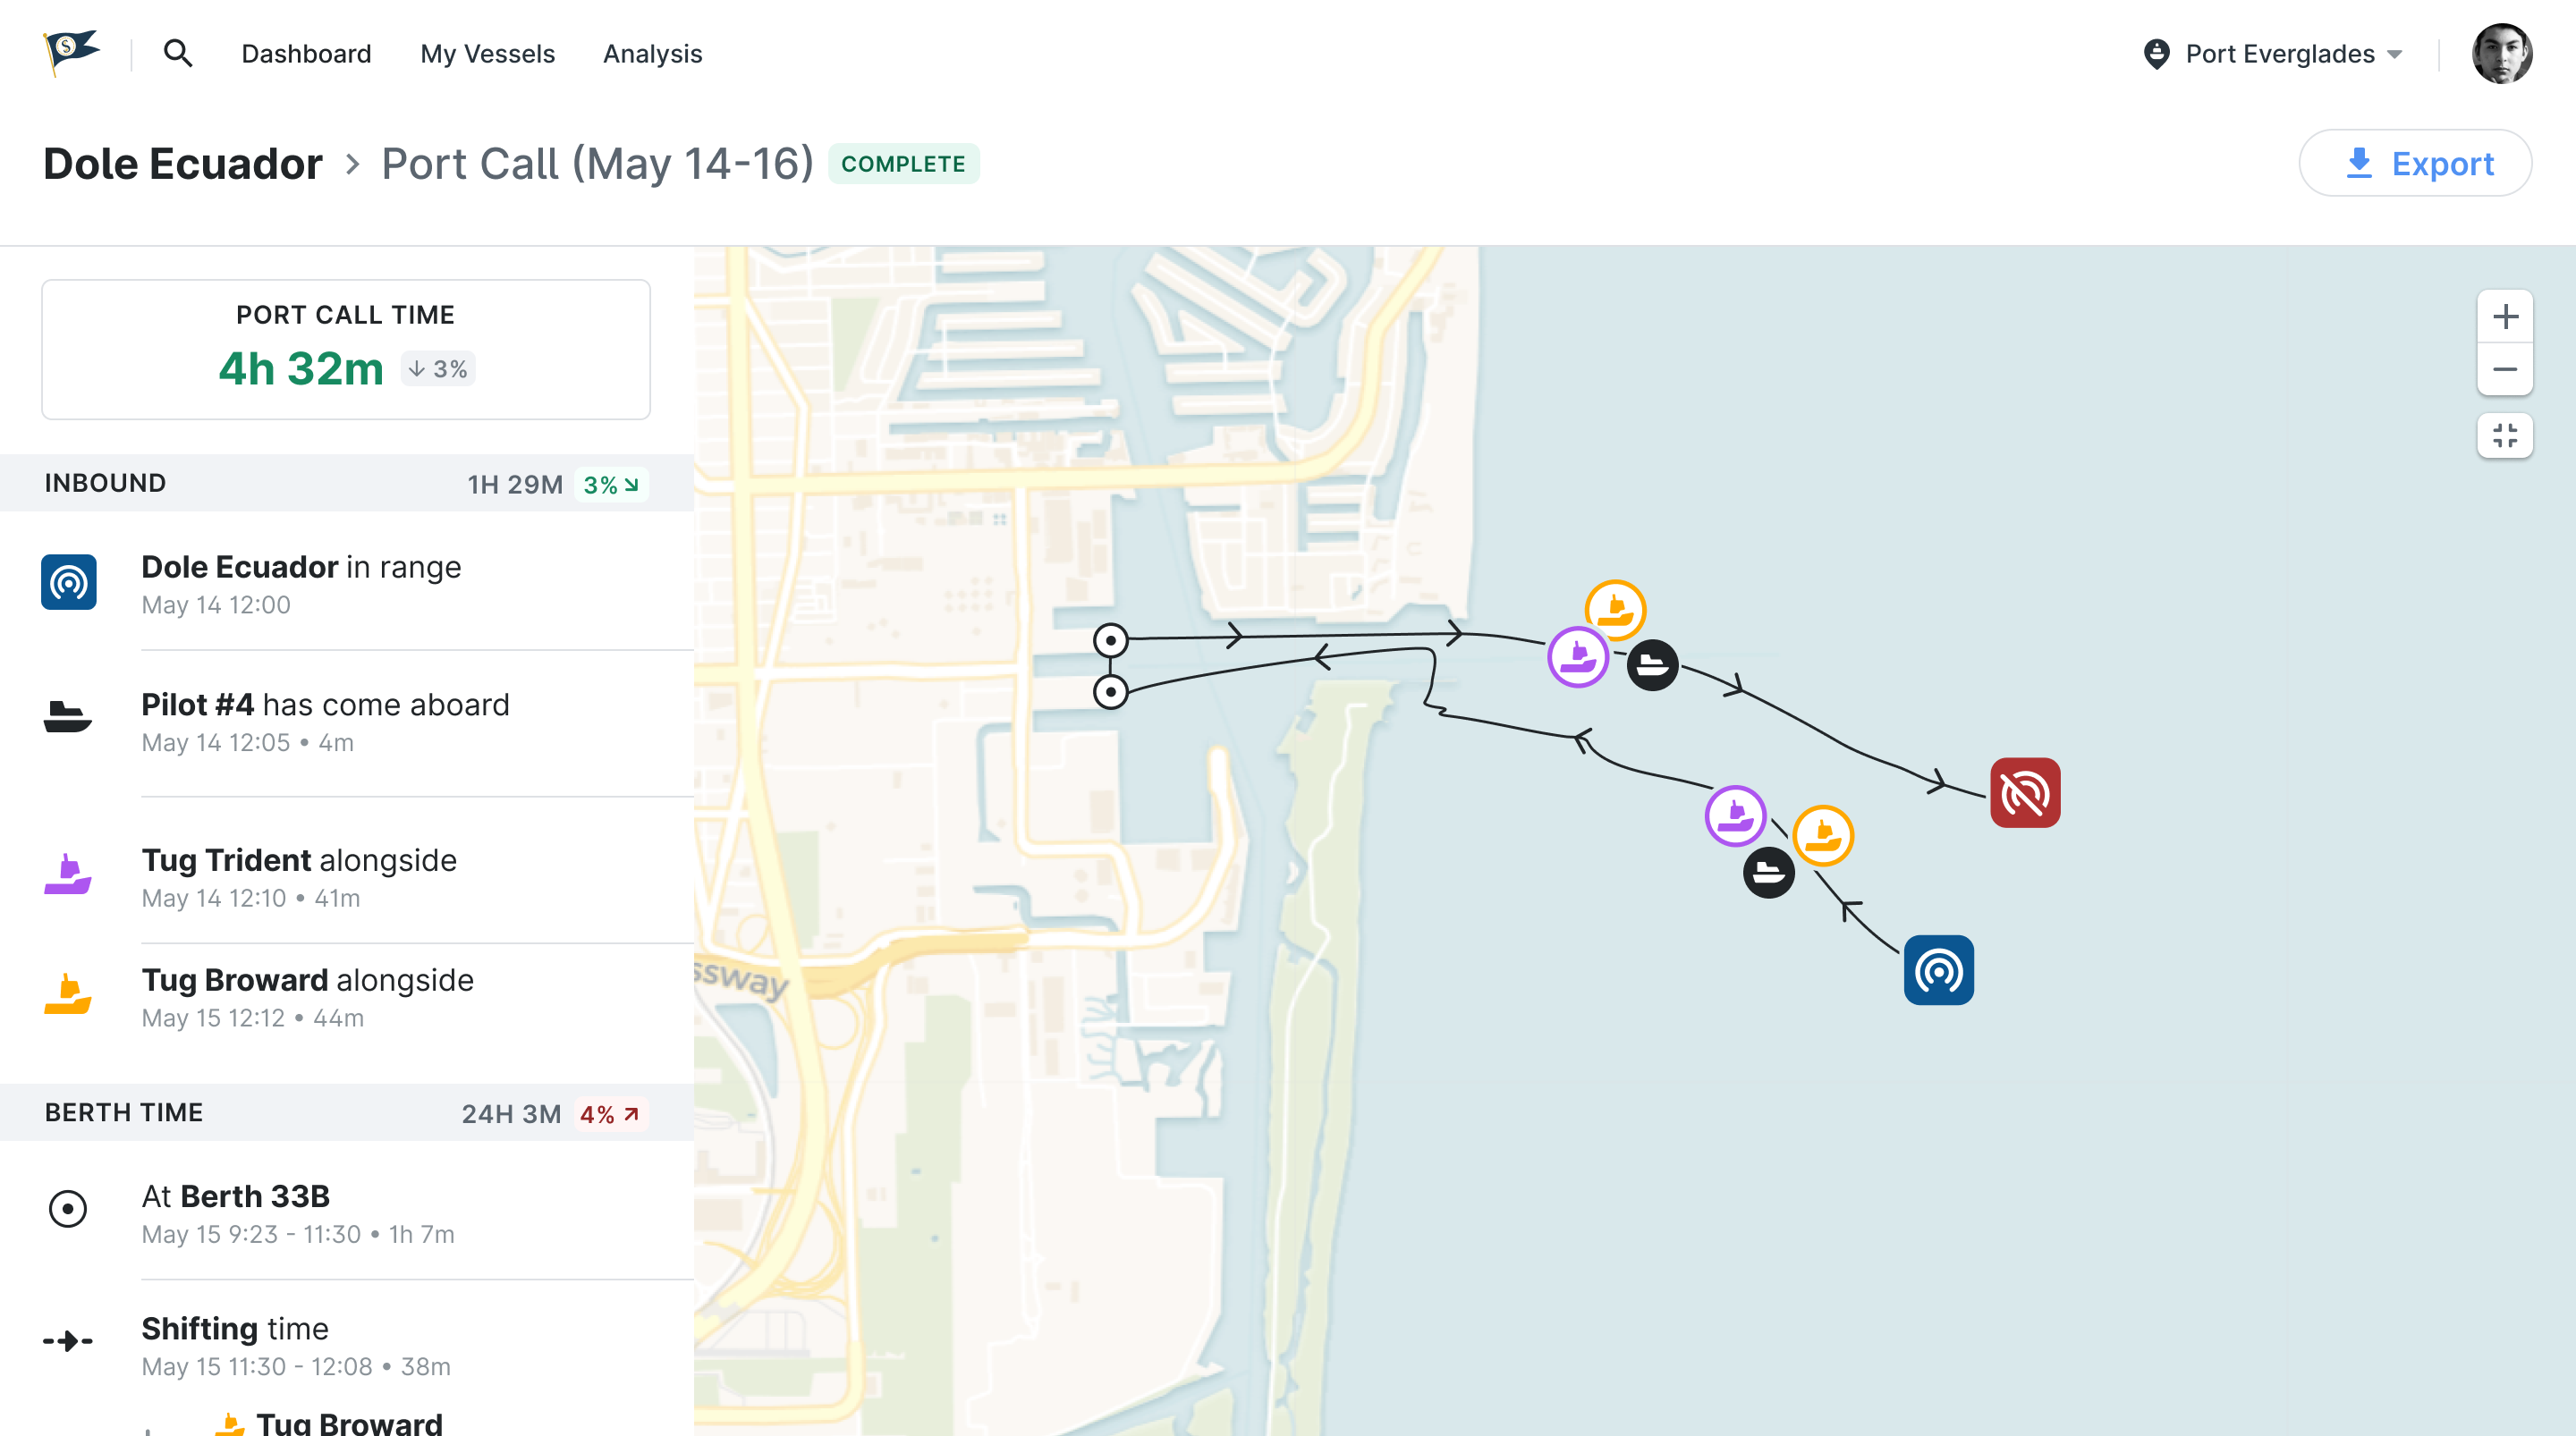 S
Dashboard
My Vessels
Analysis
Port Everglades
Dole Ecuador > Port Call (May 14-16) COMPLETE
Export
PORT CALL TIME
4h 32m ↓ 3%
INBOUND 1H 29M 3% ↘
Dole Ecuador in range
May 14 12:00
Pilot #4 has come aboard
May 14 12:05 • 4m
Tug Trident alongside
May 14 12:10 • 41m
Tug Broward alongside
May 15 12:12 • 44m
BERTH TIME 24H 3M 4% ↗
At Berth 33B
May 15 9:23 - 11:30 • 1h 7m
Shifting time
May 15 11:30 - 12:08 • 38m
Tug Broward
ssway